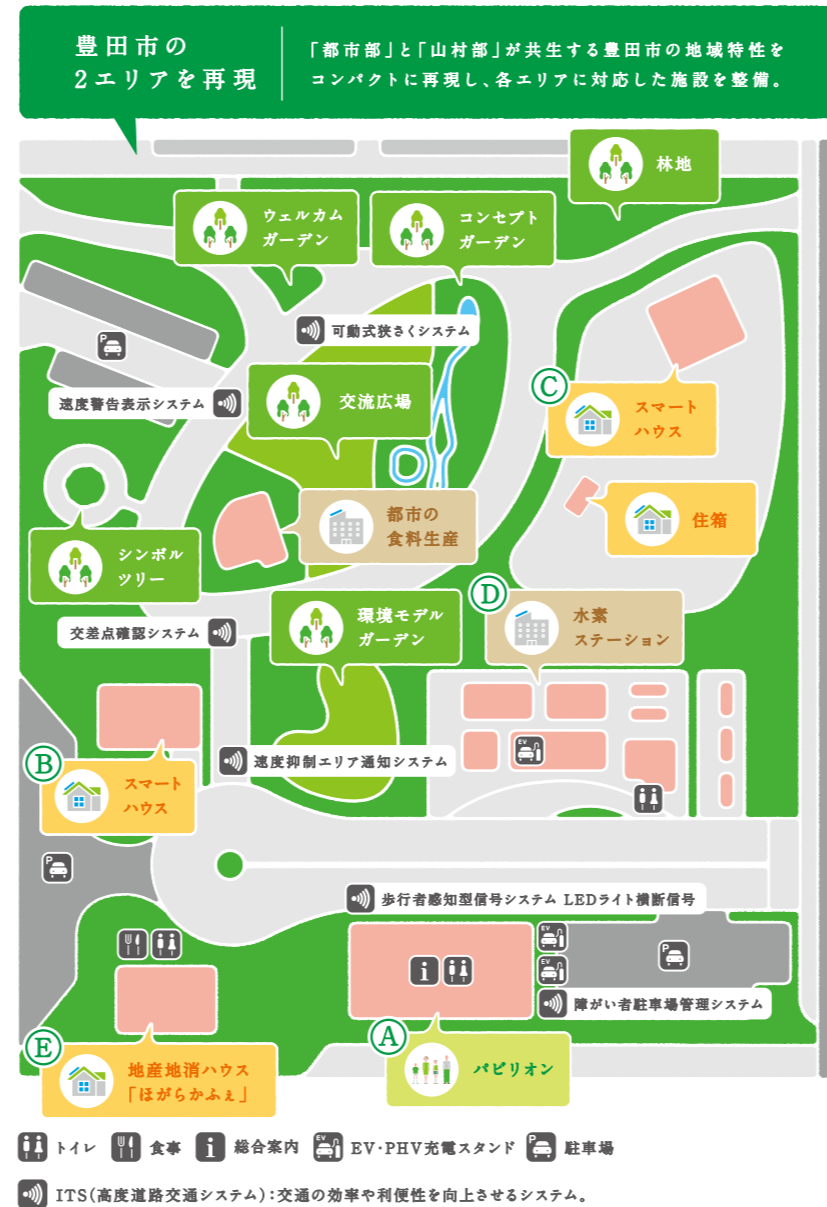 豊田市の
2エリアを再現
「都市部」と「山村部」が共生する豊田市の地域特性を
コンパクトに再現し、各エリアに対応した施設を整備。
林地
ウェルカム
ガーデン
コンセプト
ガーデン
可動式狭さくシステム
P
速度警告表示システム
交流広場
C
スマート
ハウス
都市の
食料生産
住箱
シンボル
ツリー
交差点確認システム
環境モデル
ガーデン
D
水素
ステーション
EV
B
スマート
ハウス
速度抑制エリア通知システム
P
歩行者感知型信号システム LEDライト横断信号
i
EV
EV
P
障がい者駐車場管理システム
E
地産地消ハウス
「ほがらかふぇ」
A
パビリオン
トイレ
食事
i 総合案内
EV EV・PHV充電スタンド
P 駐車場
ITS(高度道路交通システム):交通の効率や利便性を向上させるシステム。